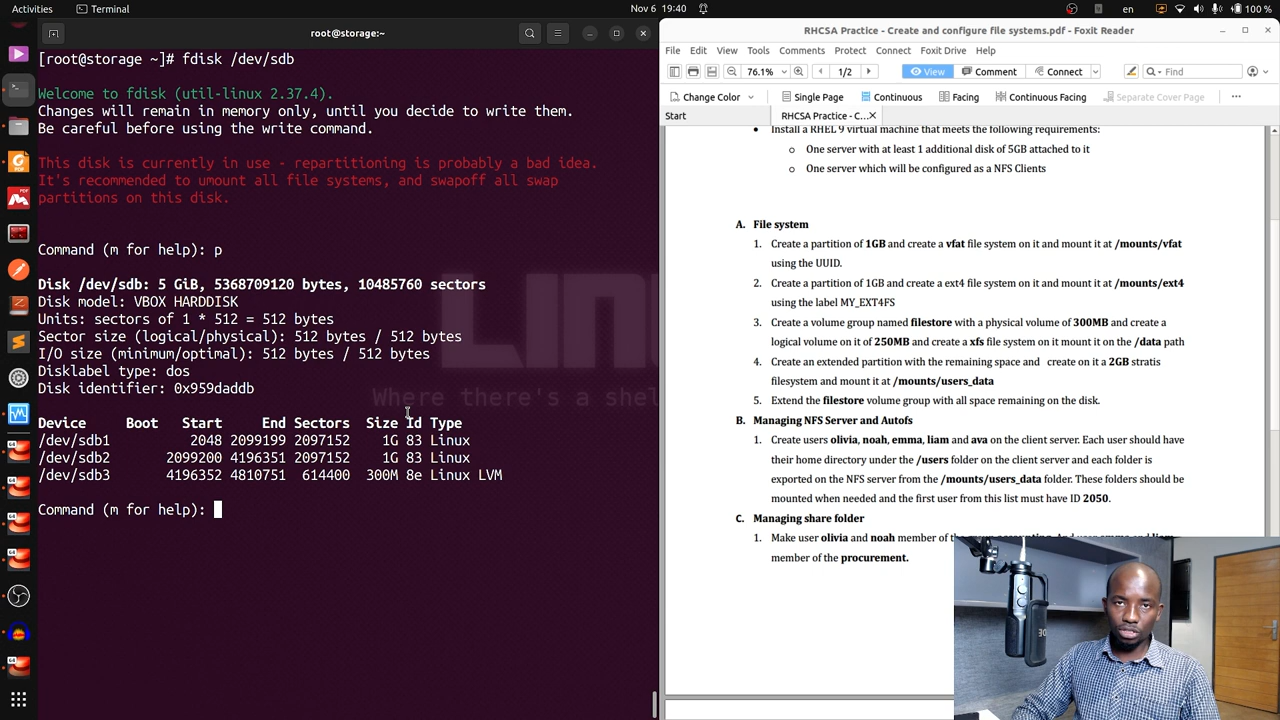 Activities
Terminal
Nov 6 19:40
root@storage:~
[root@storage ~]# fdisk /dev/sdb
Welcome to fdisk (util-linux 2.37.4).
Changes will remain in memory only, until you decide to write them.
Be careful before using the write command.
This disk is currently in use - repartitioning is probably a bad idea.
It's recommended to umount all file systems, and swapoff all swap
partitions on this disk.
Command (m for help): p
Disk /dev/sdb: 5 GiB, 5368709120 bytes, 10485760 sectors
Disk model: VBOX HARDDISK
Units: sectors of 1 * 512 = 512 bytes
Sector size (logical/physical): 512 bytes / 512 bytes
I/O size (minimum/optimal): 512 bytes / 512 bytes
Disklabel type: dos
Disk identifier: 0x959daddb
Device Boot Start End Sectors Size Id Type
/dev/sdb1 2048 2099199 2097152 1G 83 Linux
/dev/sdb2 2099200 4196351 2097152 1G 83 Linux
/dev/sdb3 4196352 4810751 614400 300M 8e Linux LVM
Command (m for help):
LIN
Where there's a shel
RHCSA Practice - Create and configure file systems.pdf - Foxit Reader
File Edit View Tools Comments Protect Connect Foxit Drive Help
76.1% 1/2 View Comment Connect Find
Change Color Single Page Continuous Facing Continuous Facing Separate Cover Page
Start RHCSA Practice - C...
• Install a RHEL 9 virtual machine that meets the following requirements:
o One server with at least 1 additional disk of 5GB attached to it
o One server which will be configured as a NFS Clients
A. File system
1. Create a partition of 1GB and create a vfat file system on it and mount it at /mounts/vfat
using the UUID.
2. Create a partition of 1GB and create a ext4 file system on it and mount it at /mounts/ext4
using the label MY_EXT4FS
3. Create a volume group named filestore with a physical volume of 300MB and create a
logical volume on it of 250MB and create a xfs file system on it mount it on the /data path
4. Create an extended partition with the remaining space and create on it a 2GB stratis
filesystem and mount it at /mounts/users_data
5. Extend the filestore volume group with all space remaining on the disk.
B. Managing NFS Server and Autofs
1. Create users olivia, noah, emma, liam and ava on the client server. Each user should have
their home directory under the /users folder on the client server and each folder is
exported on the NFS server from the /mounts/users_data folder. These folders should be
mounted when needed and the first user from this list must have ID 2050.
C. Managing share folder
1. Make user olivia and noah member of
member of the procurement.